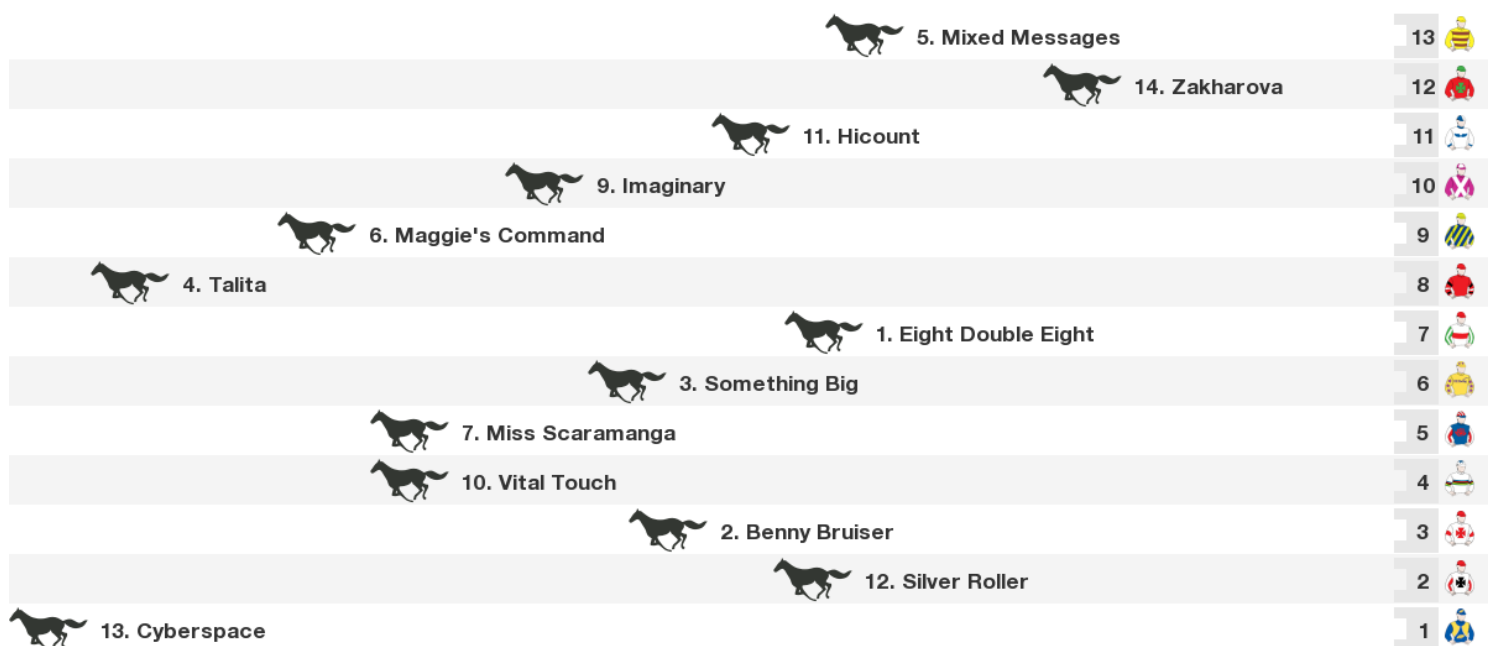 5. Mixed Messages 13
14. Zakharova 12
11. Hicount 11
9. Imaginary 10
6. Maggie's Command 9
4. Talita 8
1. Eight Double Eight 7
3. Something Big 6
7. Miss Scaramanga 5
10. Vital Touch 4
2. Benny Bruiser 3
12. Silver Roller 2
13. Cyberspace 1